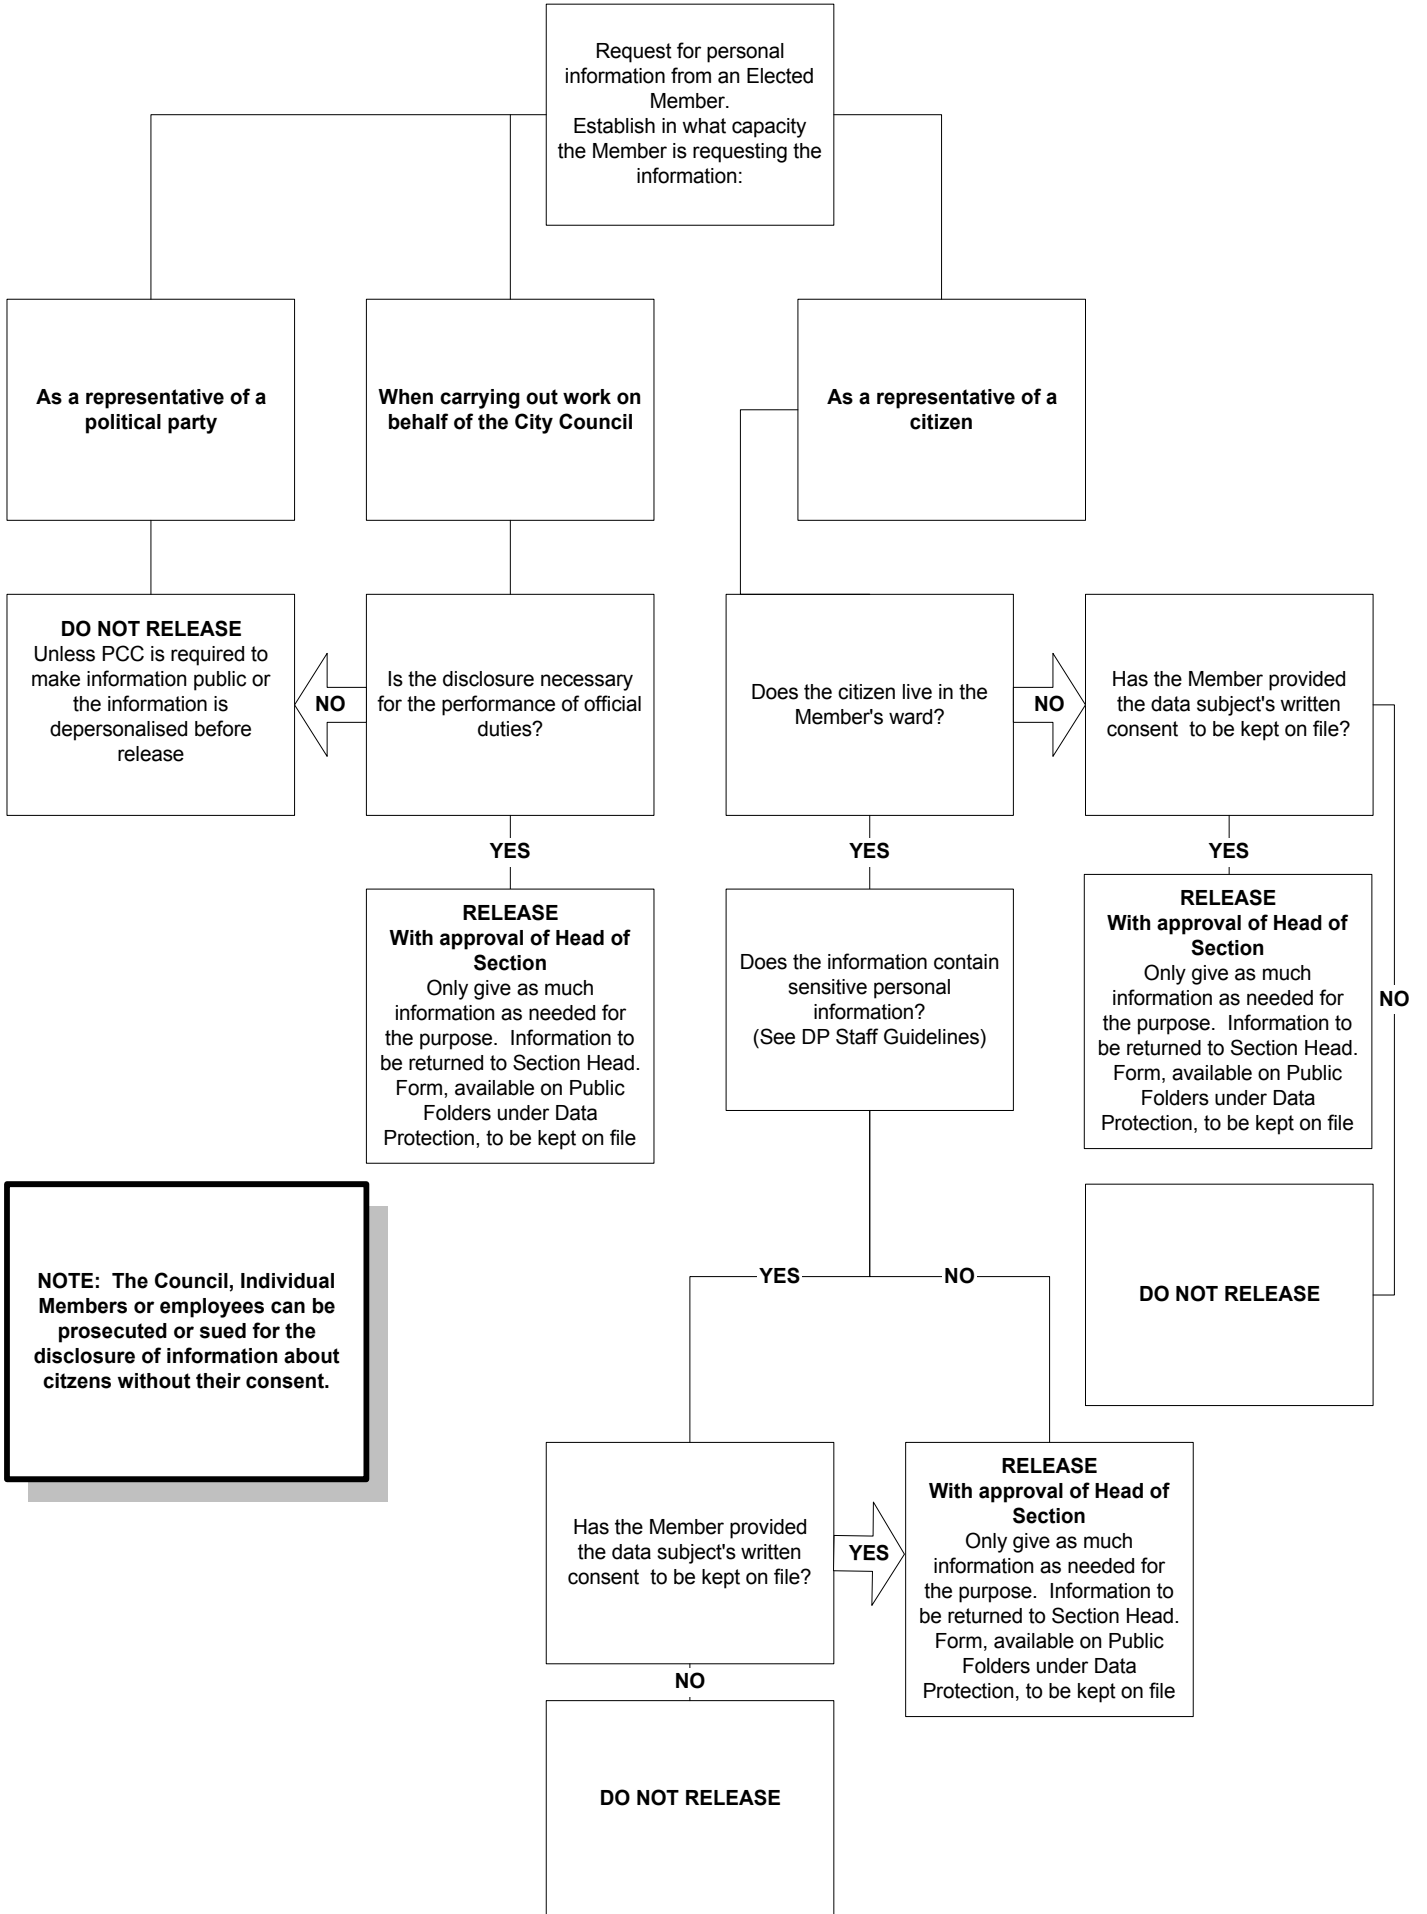 Request for personal
information from an Elected
Member.
Establish in what capacity
the Member is requesting the
information:
As a representative of a
political party
When carrying out work on
behalf of the City Council
As a representative of a
citizen
DO NOT RELEASE
Unless PCC is required to
make information public or
the information is
depersonalised before
release
NO
Is the disclosure necessary
for the performance of official
duties?
Does the citizen live in the
Member's ward?
NO
Has the Member provided
the data subject's written
consent  to be kept on file?
YES
YES
YES
RELEASE
With approval of Head of
Section
Only give as much
information as needed for
the purpose.  Information to
be returned to Section Head.
Form, available on Public
Folders under Data
Protection, to be kept on file
Does the information contain
sensitive personal
information?
(See DP Staff Guidelines)
RELEASE
With approval of Head of
Section
Only give as much
information as needed for
the purpose.  Information to
be returned to Section Head.
Form, available on Public
Folders under Data
Protection, to be kept on file
NO
NOTE:  The Council, Individual
Members or employees can be
prosecuted or sued for the
disclosure of information about
citzens without their consent.
YES
NO
DO NOT RELEASE
Has the Member provided
the data subject's written
consent  to be kept on file?
YES
RELEASE
With approval of Head of
Section
Only give as much
information as needed for
the purpose.  Information to
be returned to Section Head.
Form, available on Public
Folders under Data
Protection, to be kept on file
NO
DO NOT RELEASE